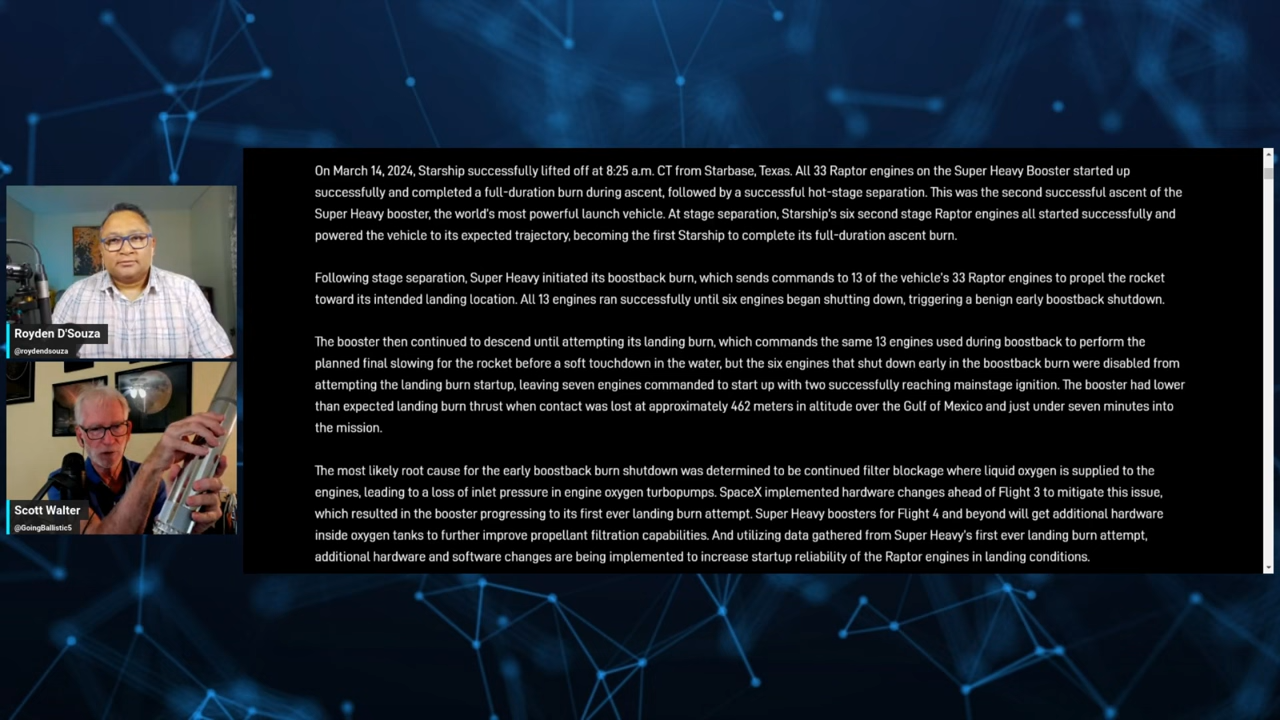 On March 14, 2024, Starship successfully lifted off at 8:25 a.m. CT from Starbase, Texas. All 33 Raptor engines on the Super Heavy Booster started up
successfully and completed a full-duration burn during ascent, followed by a successful hot-stage separation. This was the second successful ascent of the
Super Heavy booster, the world's most powerful launch vehicle. At stage separation, Starship's six second stage Raptor engines all started successfully and
powered the vehicle to its expected trajectory, becoming the first Starship to complete its full-duration ascent burn.
Following stage separation, Super Heavy initiated its boostback burn, which sends commands to 13 of the vehicle's 33 Raptor engines to propel the rocket
toward its intended landing location. All 13 engines ran successfully until six engines began shutting down, triggering a benign early boostback shutdown.
The booster then continued to descend until attempting its landing burn, which commands the same 13 engines used during boostback to perform the
planned final slowing for the rocket before a soft touchdown in the water, but the six engines that shut down early in the boostback burn were disabled from
attempting the landing burn startup, leaving seven engines commanded to start up with two successfully reaching mainstage ignition. The booster had lower
than expected landing burn thrust when contact was lost at approximately 462 meters in altitude over the Gulf of Mexico and just under seven minutes into
the mission.
The most likely root cause for the early boostback burn shutdown was determined to be continued filter blockage where liquid oxygen is supplied to the
engines, leading to a loss of inlet pressure in engine oxygen turbopumps. SpaceX implemented hardware changes ahead of Flight 3 to mitigate this issue,
which resulted in the booster progressing to its first ever landing burn attempt. Super Heavy boosters for Flight 4 and beyond will get additional hardware
inside oxygen tanks to further improve propellant filtration capabilities. And utilizing data gathered from Super Heavy's first ever landing burn attempt,
additional hardware and software changes are being implemented to increase startup reliability of the Raptor engines in landing conditions.
Royden D'Souza
@roydendsouza
Scott Walter
@GoingBallistic5